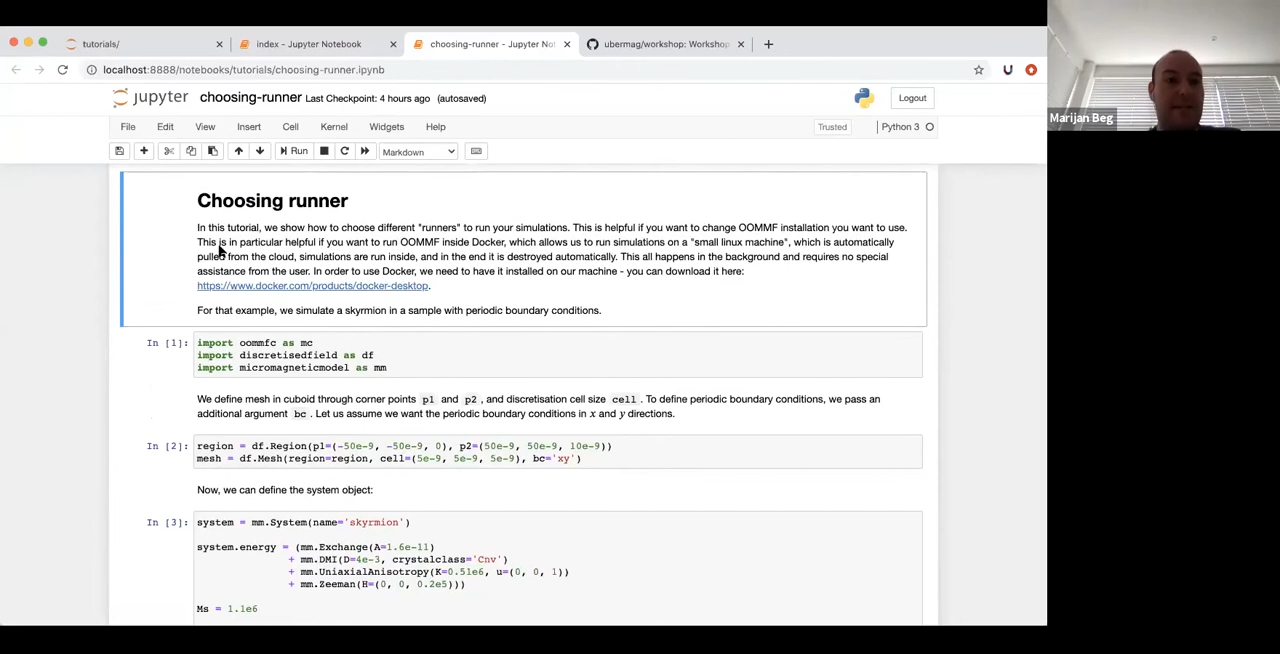 tutorials/
index - Jupyter Notebook
choosing-runner - Jupyter Not
ubermag/workshop: Workshop
localhost:8888/notebooks/tutorials/choosing-runner.ipynb
jupyter choosing-runner Last Checkpoint: 4 hours ago (autosaved)
Logout
File Edit View Insert Cell Kernel Widgets Help
Trusted
Python 3
Run
Markdown
Marijan Beg
Choosing runner
In this tutorial, we show how to choose different "runners" to run your simulations. This is helpful if you want to change OOMMF installation you want to use.
This is in particular helpful if you want to run OOMMF inside Docker, which allows us to run simulations on a "small linux machine", which is automatically
pulled from the cloud, simulations are run inside, and in the end it is destroyed automatically. This all happens in the background and requires no special
assistance from the user. In order to use Docker, we need to have it installed on our machine - you can download it here:
https://www.docker.com/products/docker-desktop.
For that example, we simulate a skyrmion in a sample with periodic boundary conditions.
In [1]: import oommfc as mc
import discretisedfield as df
import micromagneticmodel as mm
We define mesh in cuboid through corner points p1 and p2 , and discretisation cell size cell . To define periodic boundary conditions, we pass an
additional argument bc . Let us assume we want the periodic boundary conditions in x and y directions.
In [2]: region = df.Region(p1=(-50e-9, -50e-9, 0), p2=(50e-9, 50e-9, 10e-9))
mesh = df.Mesh(region=region, cell=(5e-9, 5e-9, 5e-9), bc='xy')
Now, we can define the system object:
In [3]: system = mm.System(name='skyrmion')
system.energy = (mm.Exchange(A=1.6e-11)
+ mm.DMI(D=4e-3, crystalclass='Cnv')
+ mm.UniaxialAnisotropy(K=0.51e6, u=(0, 0, 1))
+ mm.Zeeman(H=(0, 0, 0.2e5)))
Ms = 1.1e6